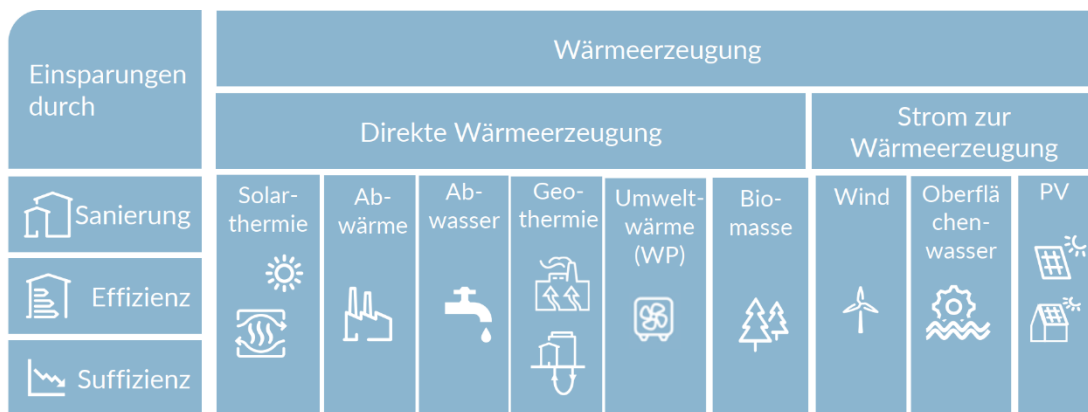 Einsparungen
durch
Sanierung
Effizienz
Suffizienz
Wärmeerzeugung
Direkte Wärmeerzeugung
Strom zur
Wärmeerzeugung
Solar-
thermie
Ab-
wärme
Ab-
wasser
Geo-
thermie
Umwelt-
wärme
(WP)
Bio-
masse
Wind
Oberflä
chen-
wasser
PV